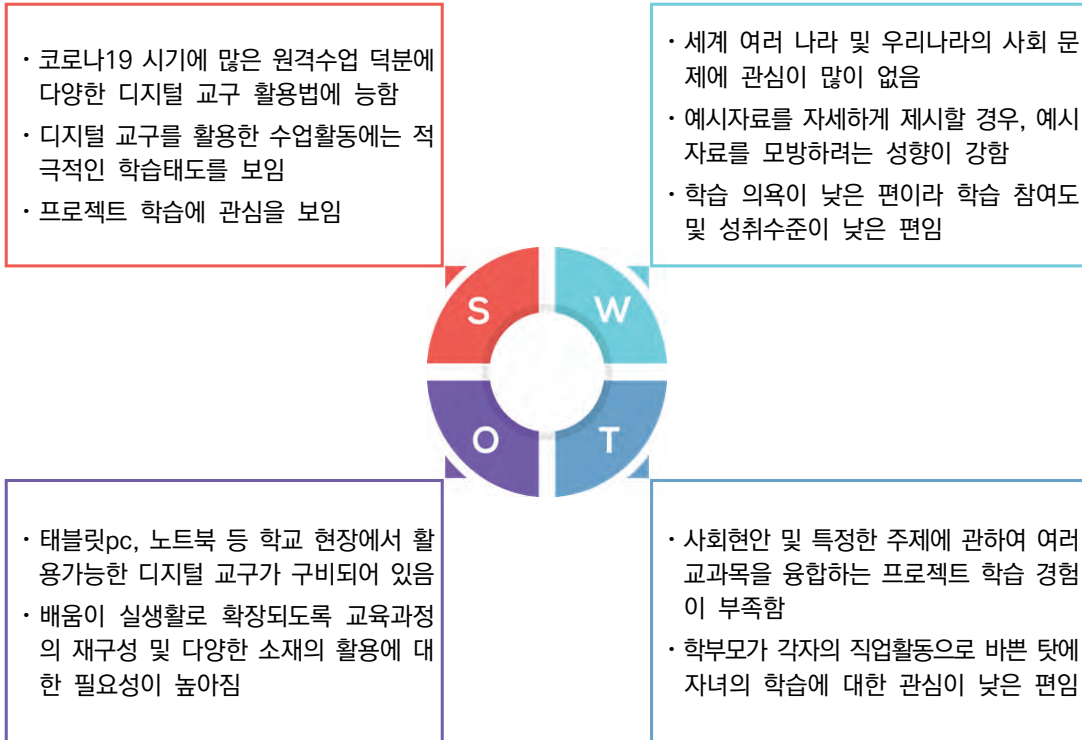 · 코로나19 시기에 많은 원격수업 덕분에
다양한 디지털 교구 활용법에 능함
· 디지털 교구를 활용한 수업활동에는 적
극적인 학습태도를 보임
· 프로젝트 학습에 관심을 보임
· 세계 여러 나라 및 우리나라의 사회 문
제에 관심이 많이 없음
· 예시자료를 자세하게 제시할 경우, 예시
자료를 모방하려는 성향이 강함
· 학습 의욕이 낮은 편이라 학습 참여도
및 성취수준이 낮은 편임
S
W
O
T
· 태블릿pc, 노트북 등 학교 현장에서 활
용가능한 디지털 교구가 구비되어 있음
· 배움이 실생활로 확장되도록 교육과정
의 재구성 및 다양한 소재의 활용에 대
한 필요성이 높아짐
· 사회현안 및 특정한 주제에 관하여 여러
교과목을 융합하는 프로젝트 학습 경험
이 부족함
· 학부모가 각자의 직업활동으로 바쁜 탓에
자녀의 학습에 대한 관심이 낮은 편임